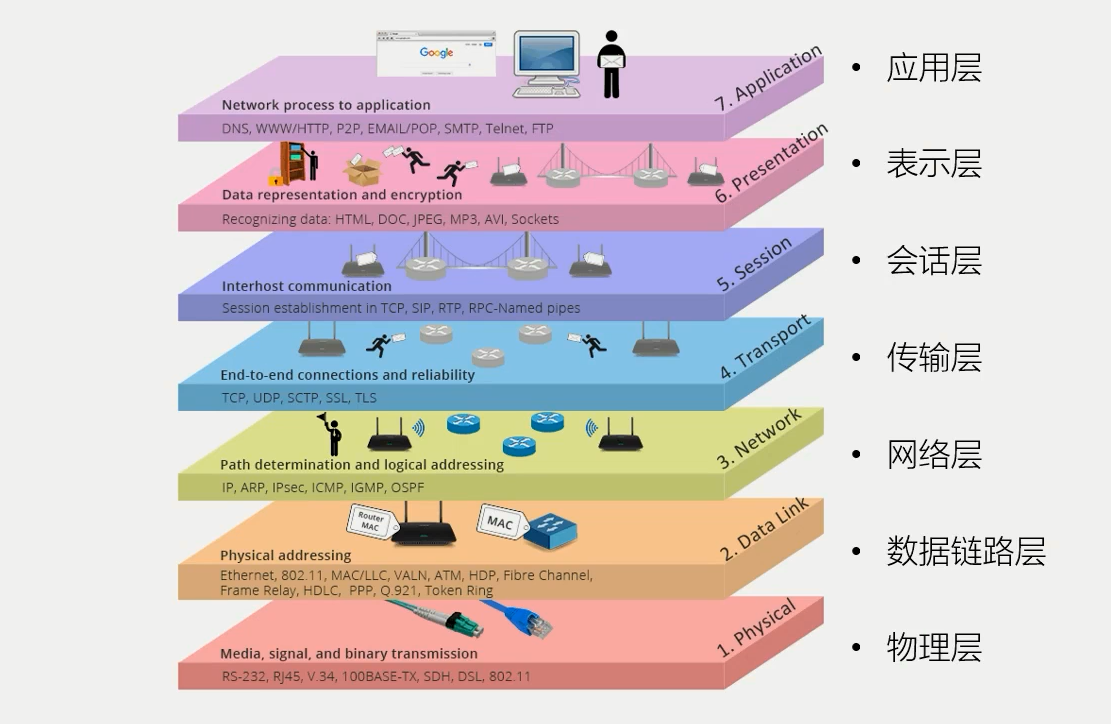 Google
7. Application
Network process to application
DNS, WWW/HTTP, P2P, EMAIL/POP, SMTP, Telnet, FTP
• 应用层
6. Presentation
Data representation and encryption
Recognizing data: HTML, DOC, JPEG, MP3, AVI, Sockets
• 表示层
5. Session
Interhost communication
Session establishment in TCP, SIP, RTP, RPC-Named pipes
• 会话层
4. Transport
End-to-end connections and reliability
TCP, UDP, SCTP, SSL, TLS
• 传输层
3. Network
Path determination and logical addressing
IP, ARP, IPsec, ICMP, IGMP, OSPF
• 网络层
Router
MAC
MAC
2. Data Link
Physical addressing
Ethernet, 802.11, MAC/LLC, VALN, ATM, HDP, Fibre Channel,
Frame Relay, HDLC, PPP, Q.921, Token Ring
• 数据链路层
1. Physical
Media, signal, and binary transmission
RS-232, RJ45, V.34, 100BASE-TX, SDH, DSL, 802.11
• 物理层